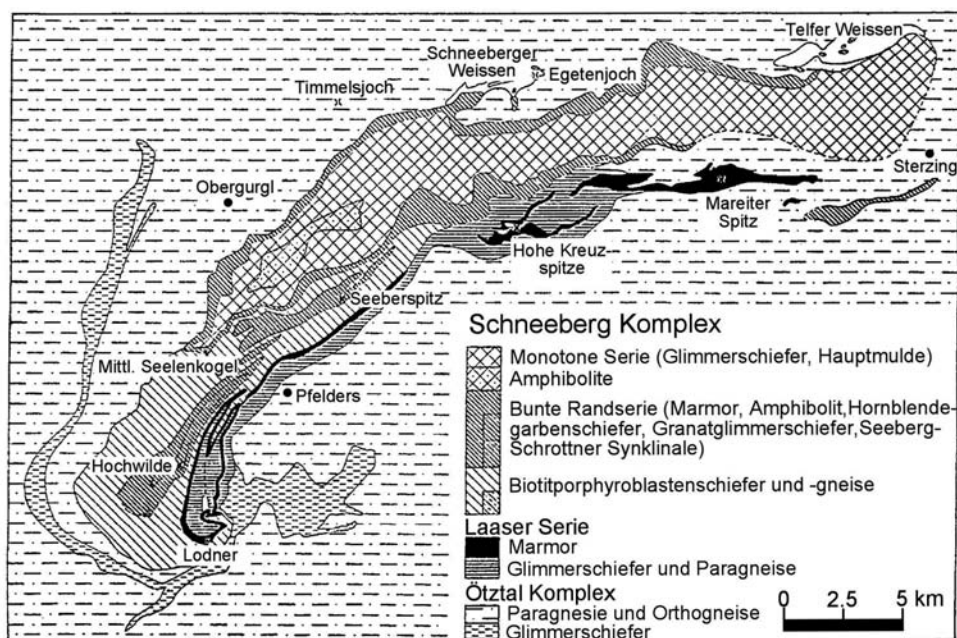 Telfer Weissen
Schneeberger
Weissen
Egetenjoch
Timmelsjoch
Sterzing
Obergurgl
Mareiter
Spitz
Hohe Kreuz-
spitze
Seeberspitz
Mittl. Seelenkogel
Pfelders
Hochwilde
Lodner
Schneeberg Komplex
Monotone Serie (Glimmerschiefer, Hauptmulde)
Amphibolite
Bunte Randserie (Marmor, Amphibolit,Hornblende-
garbenschiefer, Granatglimmerschiefer,Seeberg-
Schrottner Synklinale)
Biotitporphyroblastenschiefer und -gneise
Laaser Serie
Marmor
Glimmerschiefer und Paragneise
Ötztal Komplex
Paragnesie und Orthogneise
Glimmerschiefer
0 2.5 5 km